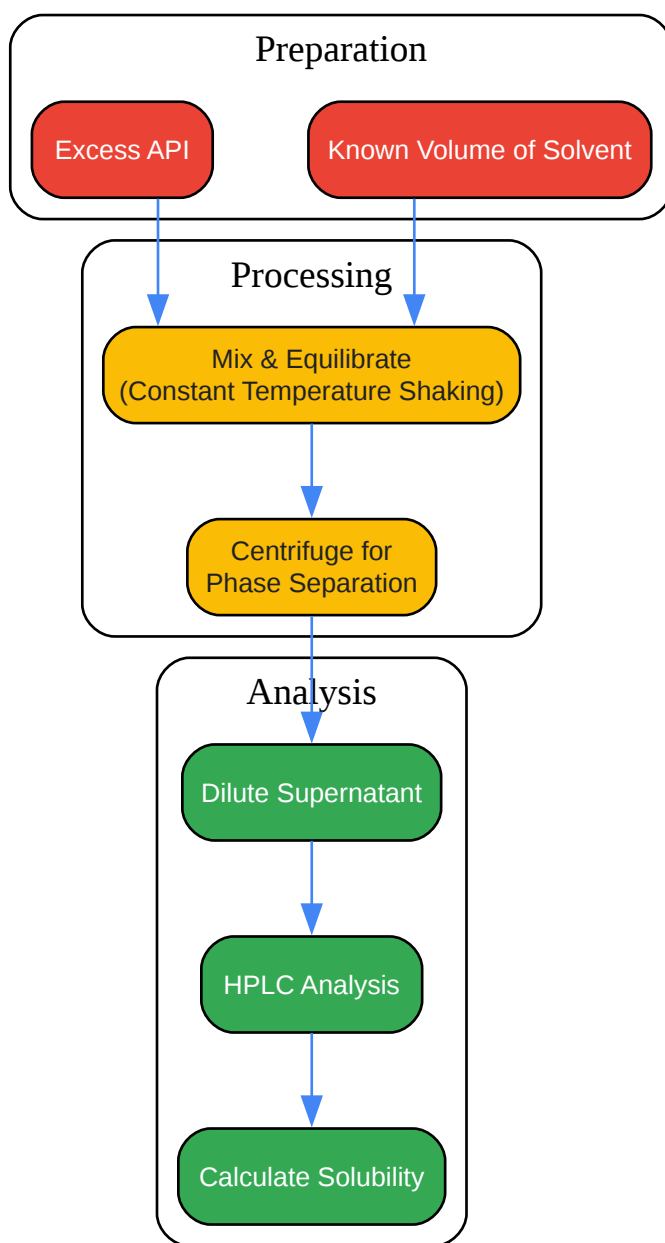 Preparation
Excess API
Known Volume of Solvent
Processing
Mix & Equilibrate
(Constant Temperature Shaking)
Centrifuge for
Phase Separation
Analysis
Dilute Supernatant
HPLC Analysis
Calculate Solubility